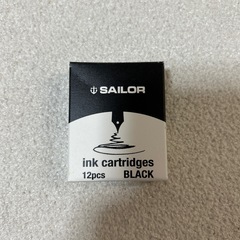 SAILOR
ink cartridges
12pcs BLACK